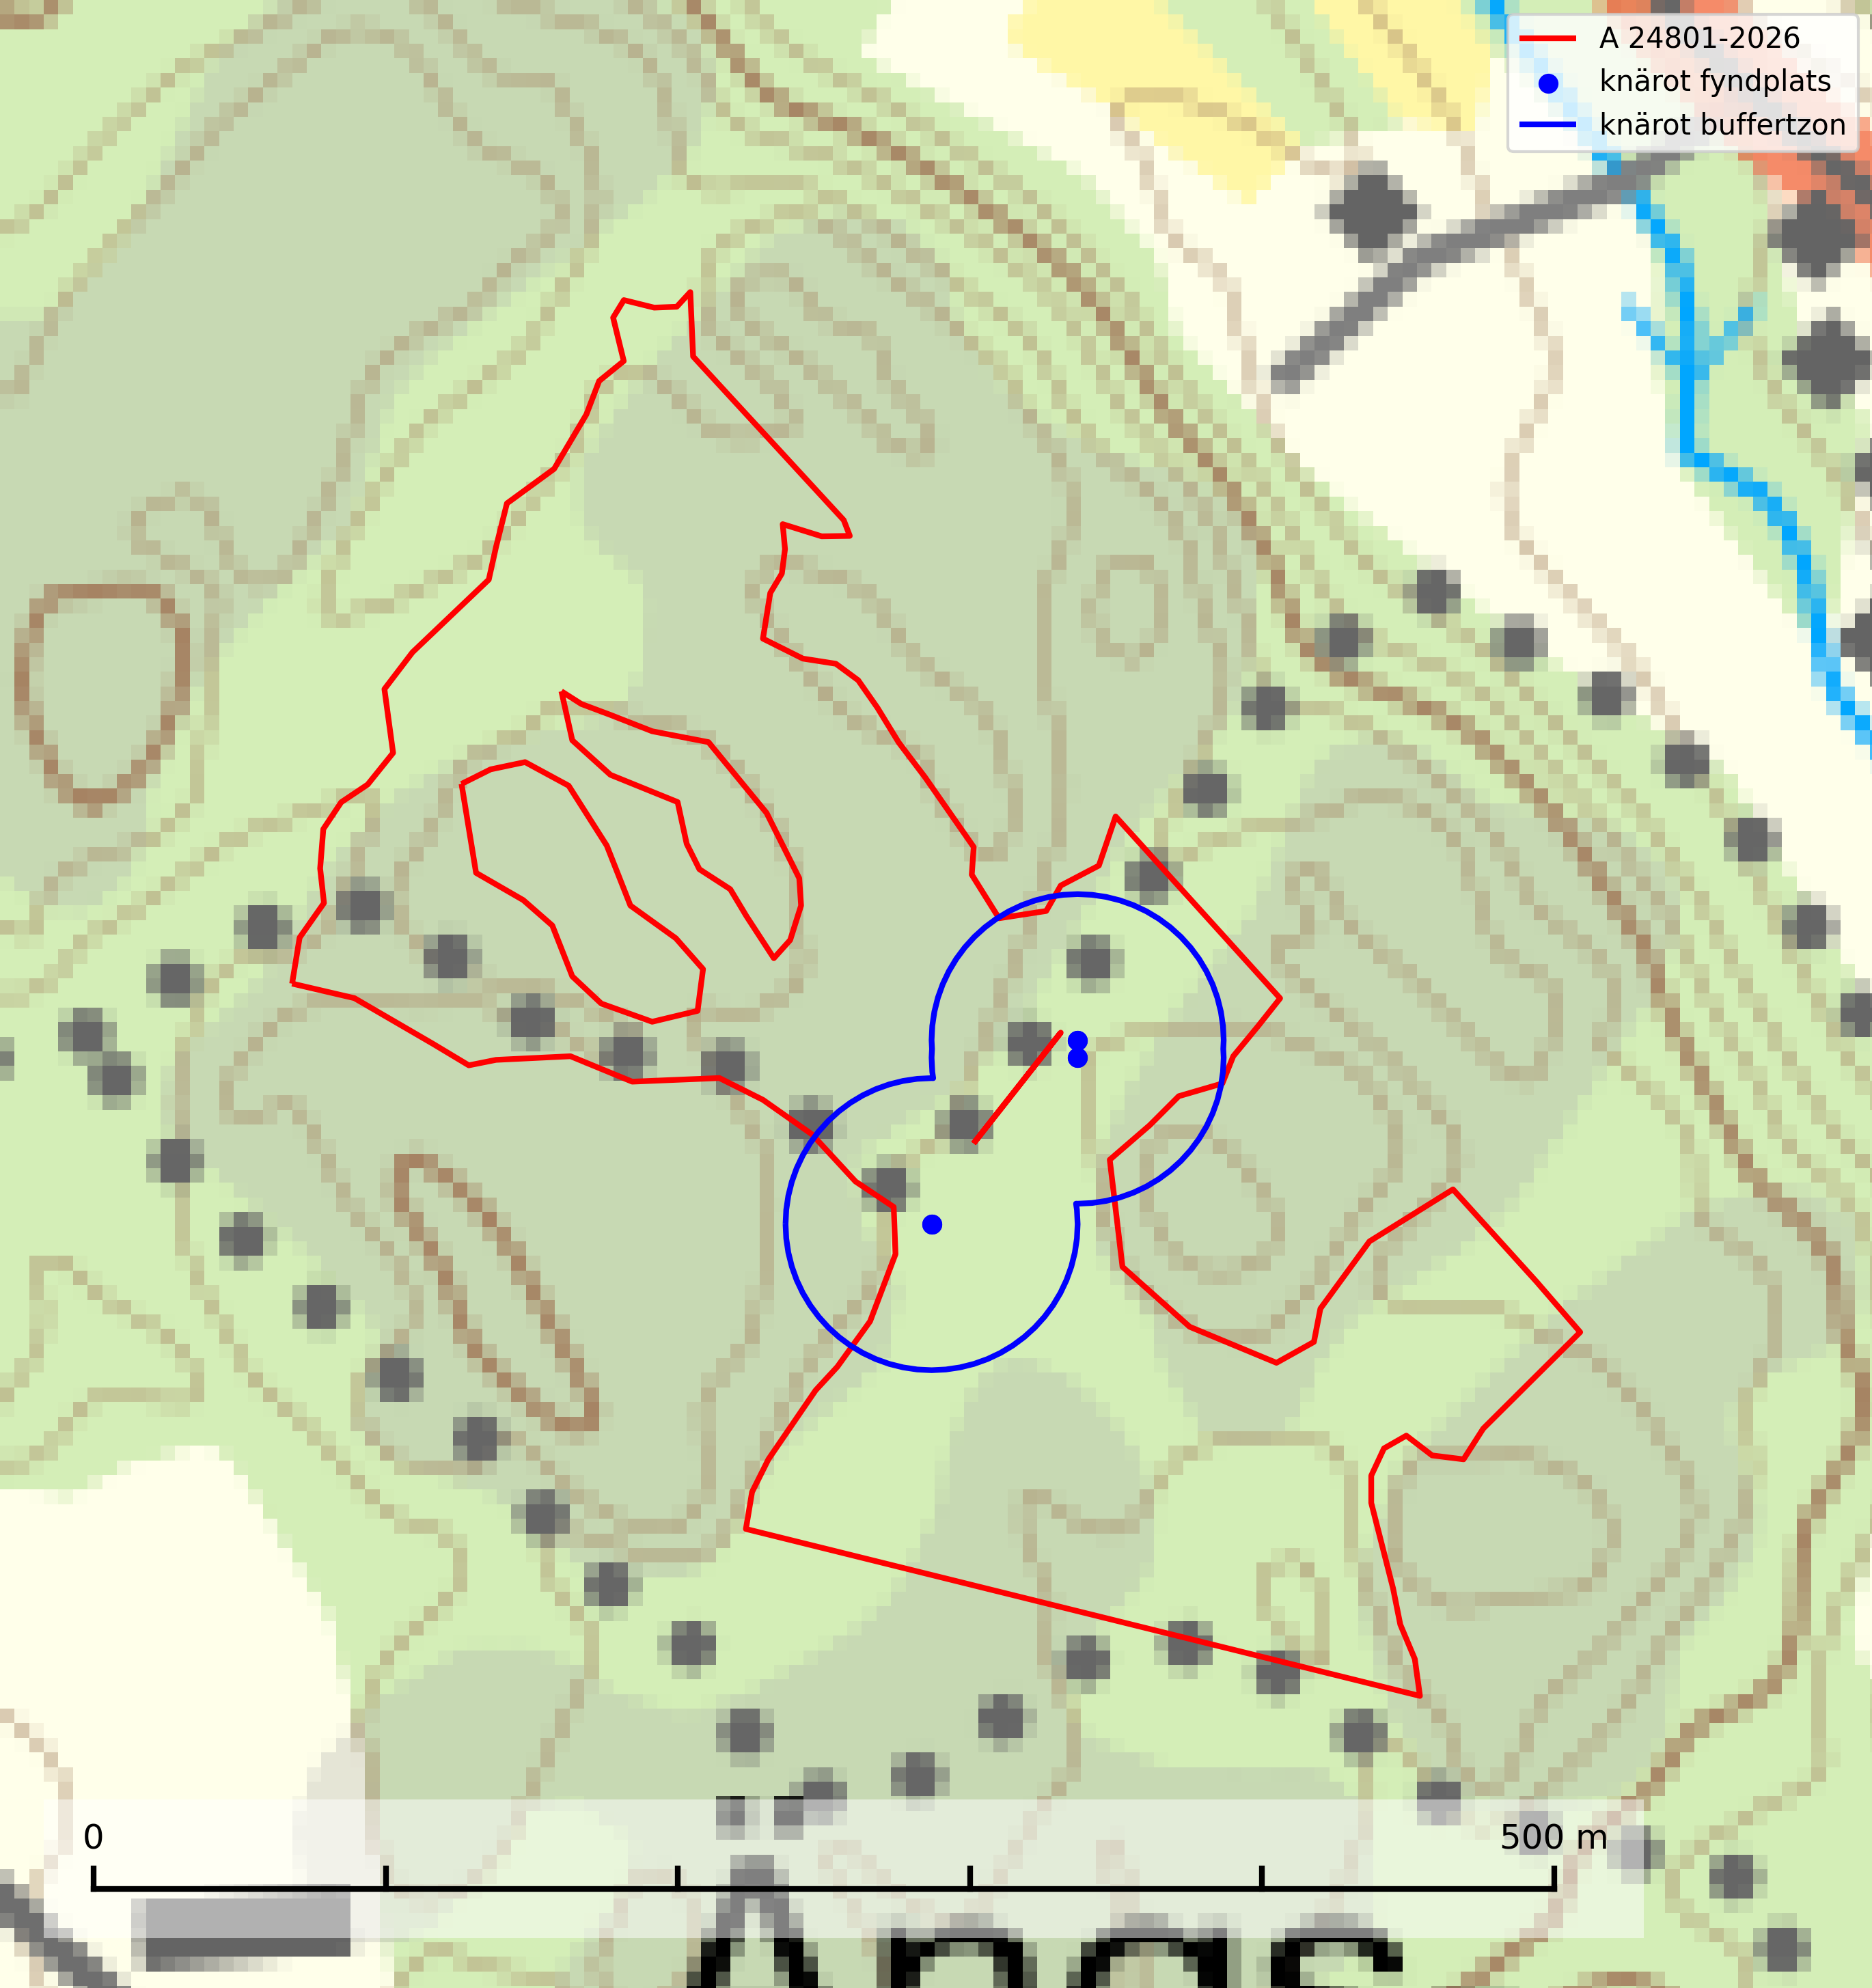 A 24801-2026
knärot fyndplats
knärot buffertzon
0
500 m